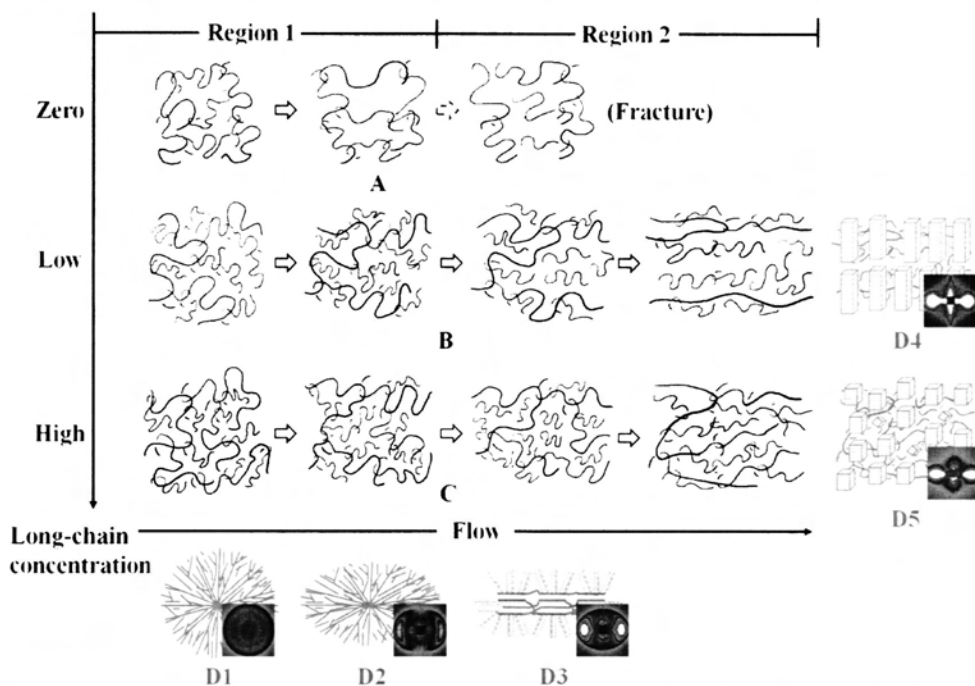 Region 1
Region 2
Zero
(Fracture)
A
Low
B
D4
High
C
D5
Long-chain
concentration
Flow
D1
D2
D3